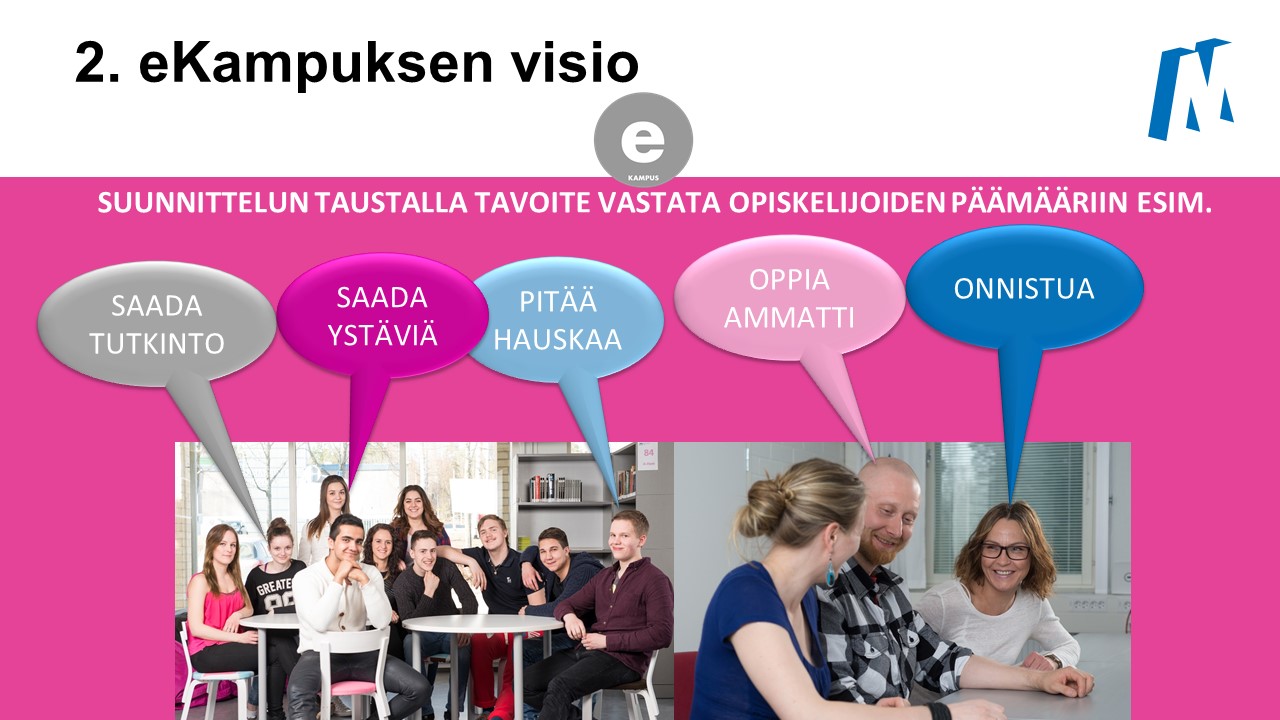 2. eKampuksen visio
e
KAMPUS
SUUNNITTELUN TAUSTALLA TAVOITE VASTATA OPISKELIJOIDEN PÄÄMÄÄRIIN ESIM.
SAADA
TUTKINTO
SAADA
YSTÄVIÄ
PITÄÄ
HAUSKAA
OPPIA
AMMATTI
ONNISTUA
84